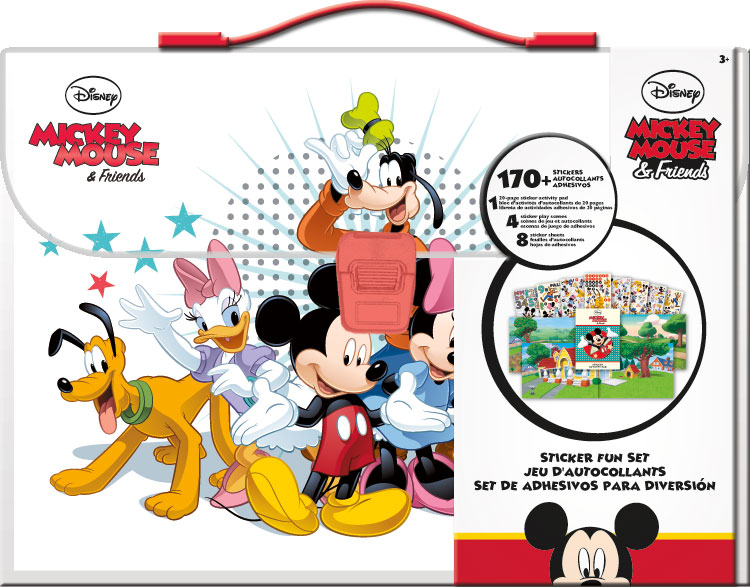 3+
Disney
MICKEY
MOUSE
& Friends
Disney
MICKEY
MOUSE
& Friends
170+ STICKERS
AUTOCOLLANTS
ADHESIVOS
1 20-page sticker activity pad
bloc d'activités d'autocollants de 20 pages
libreta de actividades adhesivos de 20 páginas
4 sticker play scenes
scènes de jeu et autocollants
escenas de juego de adhesivos
8 sticker sheets
feuilles d'autocollants
hojas de adhesivos
STICKER FUN SET
JEU D'AUTOCOLLANTS
SET DE ADHESIVOS PARA DIVERSIÓN